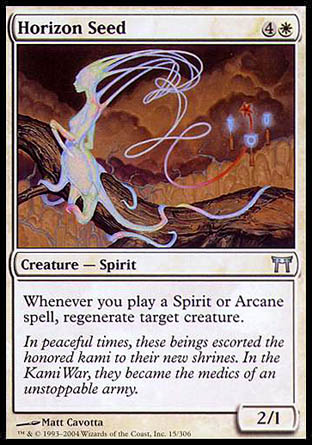 Horizon Seed 4
Creature — Spirit
Whenever you play a Spirit or Arcane
spell, regenerate target creature.
In peaceful times, these beings escorted the
honored kami to their new shrines. In the
Kami War, they became the medics of an
unstoppable army.
Matt Cavotta
™ & © 1993–2004 Wizards of the Coast, Inc. 15/306
2/1